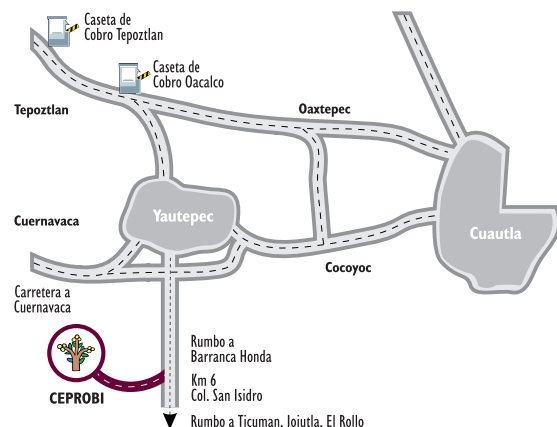 Caseta de
Cobro Tepoztlan
Caseta de
Cobro Oacalco
Tepoztlan
Oaxtepec
Yautepec
Cuernavaca
Cuautla
Cocoyoc
Carretera a
Cuernavaca
Rumbo a
Barranca Honda
Km 6
Col. San Isidro
CEPROBI
Rumbo a Ticuman, Jojutla, El Rollo